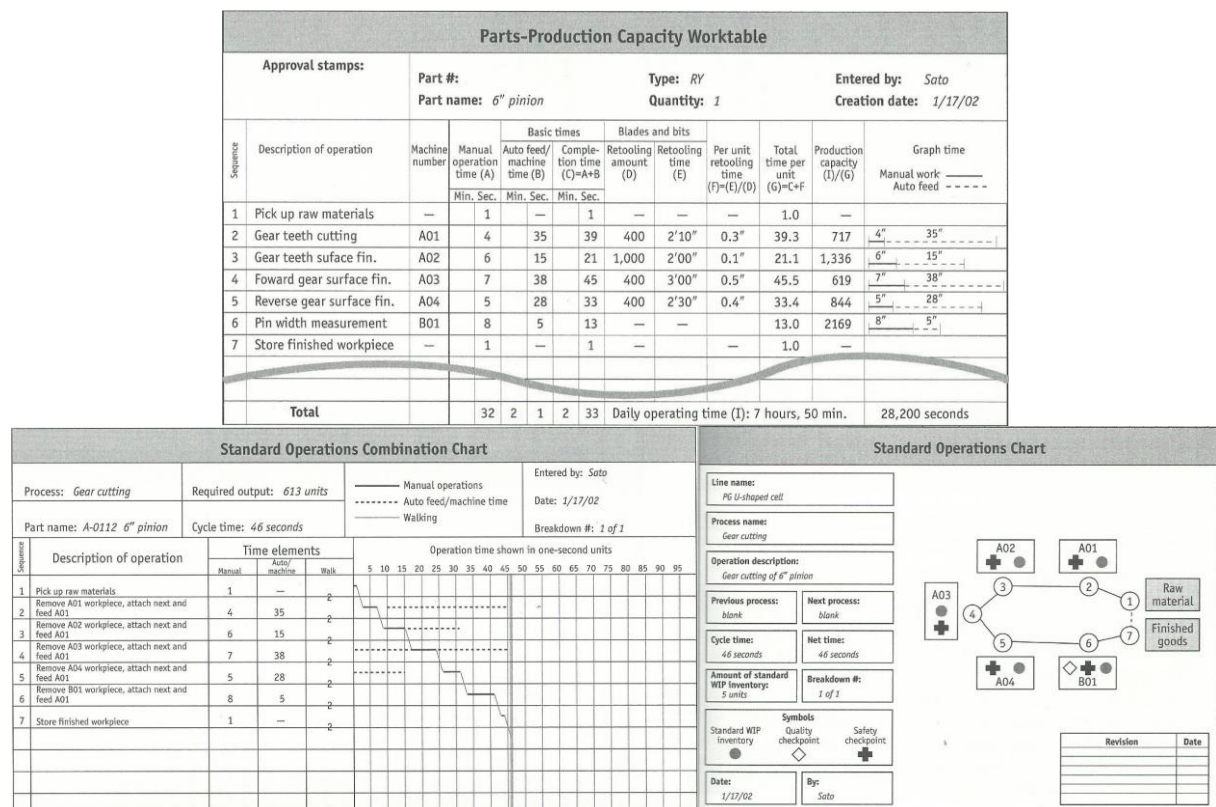 Parts-Production Capacity Worktable
Approval stamps:
Part #:
Type: RY
Entered by: Sato
Part name: 6" pinion
Quantity: 1
Creation date: 1/17/02
Sequence
Description of operation
Machine number
Manual operation time (A)
Basic times
Auto feed/ machine time (B)
Comple- tion time (C)=A+B
Blades and bits
Retooling amount (D)
Retooling time (E)
Per unit retooling time (F)=(E)/(D)
Total time per unit (G)=C+F
Production capacity (I)/(G)
Graph time
Manual work
Auto feed
Min. Sec. Min. Sec. Min. Sec.
1 Pick up raw materials — 1 — 1 — — — 1.0 —
2 Gear teeth cutting A01 4 35 39 400 2'10" 0.3" 39.3 717 4" 35"
3 Gear teeth suface fin. A02 6 15 21 1,000 2'00" 0.1" 21.1 1,336 6" 15"
4 Foward gear surface fin. A03 7 38 45 400 3'00" 0.5" 45.5 619 7" 38"
5 Reverse gear surface fin. A04 5 28 33 400 2'30" 0.4" 33.4 844 5" 28"
6 Pin width measurement B01 8 5 13 — — 13.0 2169 8" 5"
7 Store finished workpiece — 1 — 1 — 1.0 —
Total 32 2 1 2 33 Daily operating time (I): 7 hours, 50 min. 28,200 seconds
Standard Operations Combination Chart
Process: Gear cutting
Required output: 613 units
Manual operations
Auto feed/machine time
Walking
Entered by: Sato
Date: 1/17/02
Part name: A-0112 6" pinion
Cycle time: 46 seconds
Breakdown #: 1 of 1
Sequence
Description of operation
Time elements
Manual
Auto/ machine
Walk
Operation time shown in one-second units
5 10 15 20 25 30 35 40 45 50 55 60 65 70 75 80 85 90 95
1 Pick up raw materials 1 —
2
2 Remove A01 workpiece, attach next and feed A01 4 35
2
3 Remove A02 workpiece, attach next and feed A01 6 15
2
4 Remove A03 workpiece, attach next and feed A01 7 38
2
5 Remove A04 workpiece, attach next and feed A01 5 28
2
6 Remove B01 workpiece, attach next and feed A01 8 5
2
7 Store finished workpiece 1 —
2
Standard Operations Chart
Line name:
PG U-shaped cell
Process name:
Gear cutting
Operation description:
Gear cutting of 6" pinion
Previous process:
blank
Next process:
blank
Cycle time:
46 seconds
Net time:
46 seconds
Amount of standard WIP inventory:
5 units
Breakdown #:
1 of 1
Symbols
Standard WIP inventory
Quality checkpoint
Safety checkpoint
Date:
1/17/02
By:
Sato
A02
A01
A03
3
2
4
1
Raw material
5
6
7
Finished goods
A04
B01
Revision
Date